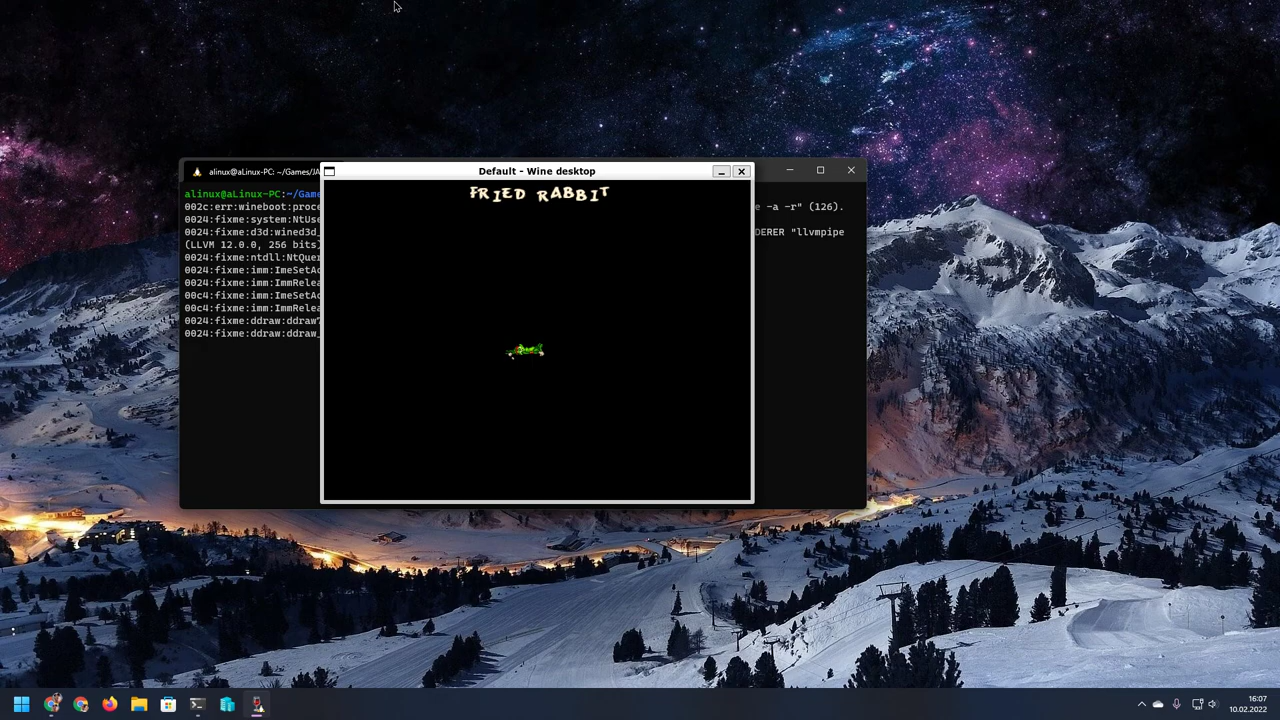 alinux@aLinux-PC: ~/Games/JA
Default - Wine desktop
FRIED RABBIT
alinux@aLinux-PC:~/Game
002c:err:wineboot:proce
e -a -r" (126).
0024:fixme:system:NtUse
0024:fixme:d3d:wined3d_
DERER "llvmpipe
(LLVM 12.0.0, 256 bits)
0024:fixme:ntdll:NtQuer
0024:fixme:imm:ImeSetAc
0024:fixme:imm:ImmRelea
00c4:fixme:imm:ImeSetAc
00c4:fixme:imm:ImmRelea
0024:fixme:ddraw:ddraw7
0024:fixme:ddraw:ddraw_
16:07
10.02.2022